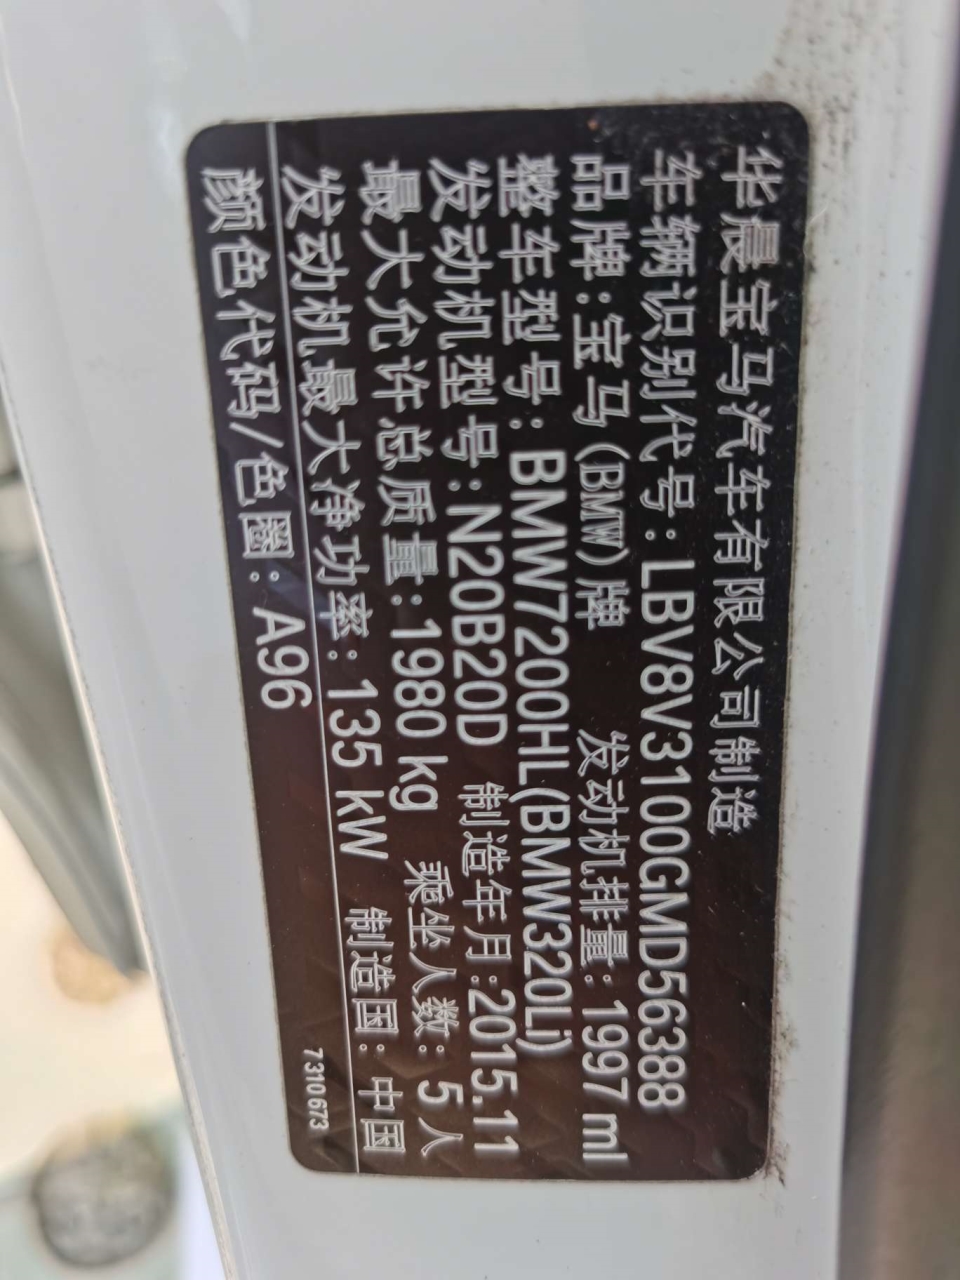 华晨宝马汽车有限公司制造
车辆识别代号：LBV8V3100GMD56388
品牌：宝马(BMW)牌 发动机排量：1997 ml
整车型号：BMW7200HL(BMW320Li)
发动机型号：N20B20D 制造年月：2015.11
最大允许总质量：1980 kg 乘坐人数：5人
发动机最大净功率：135 kW 制造国：中国
颜色代码/色圈：A96
7310673